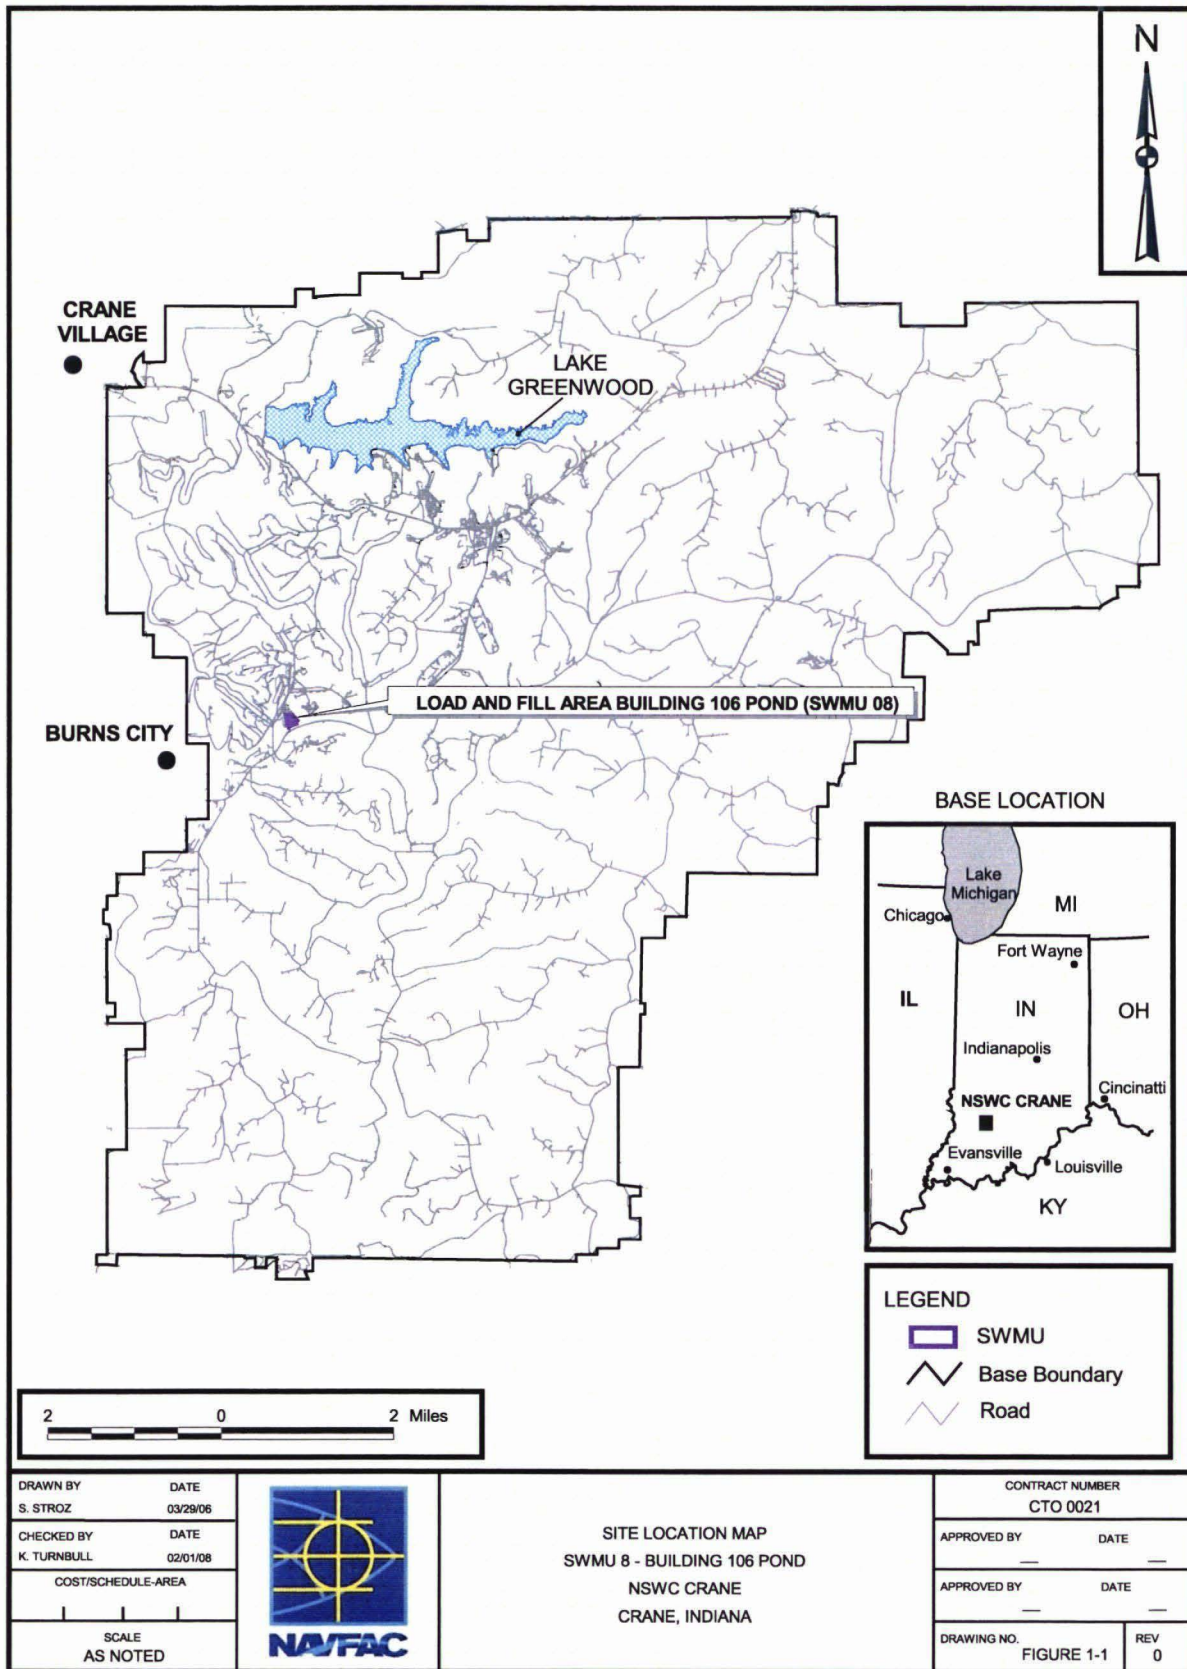 N
CRANE
VILLAGE
LAKE
GREENWOOD
LOAD AND FILL AREA BUILDING 106 POND (SWMU 08)
BURNS CITY
BASE LOCATION
Lake
Michigan
MI
Chicago
Fort Wayne
IL
IN
OH
Indianapolis
Cincinatti
NSWC CRANE
Evansville
Louisville
KY
LEGEND
SWMU
Base Boundary
Road
2 0 2 Miles
DRAWN BY DATE
S. STROZ 03/29/06
CHECKED BY DATE
K. TURNBULL 02/01/08
COST/SCHEDULE-AREA
SCALE
AS NOTED
NAVFAC
SITE LOCATION MAP
SWMU 8 - BUILDING 106 POND
NSWC CRANE
CRANE, INDIANA
CONTRACT NUMBER
CTO 0021
APPROVED BY DATE
__ __
APPROVED BY DATE
__ __
DRAWING NO. REV
FIGURE 1-1 0